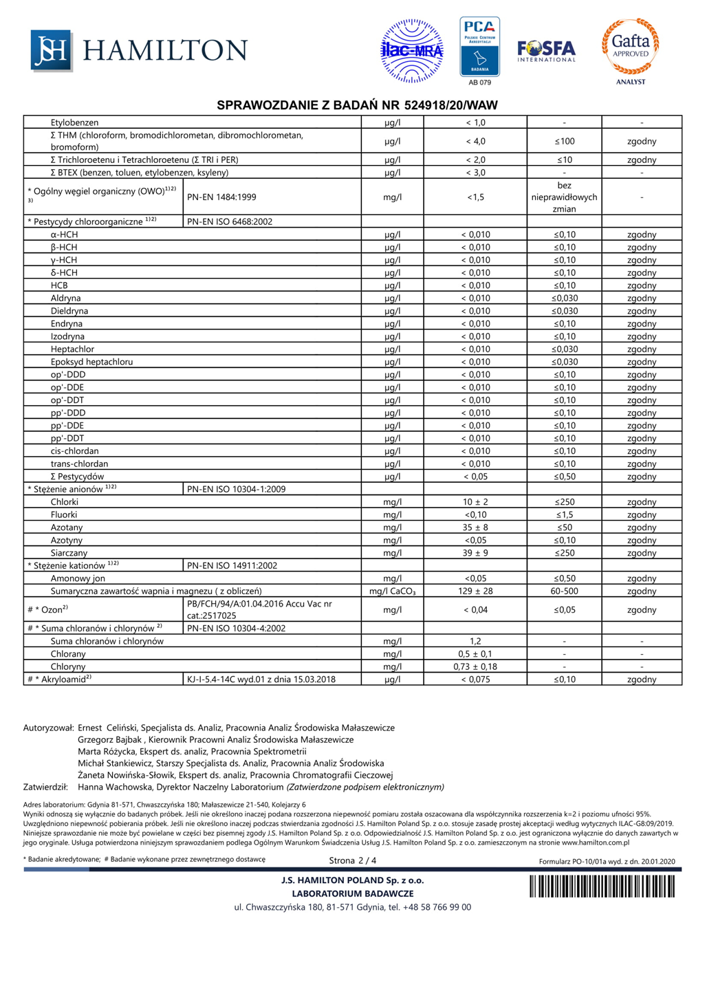 JSH HAMILTON
ilac-MRA
PCA
POLSKIE CENTRUM
AKREDYTACJI
BADANIA
AB 079
FOSFA
INTERNATIONAL
Gafta
APPROVED
ANALYST
SPRAWOZDANIE Z BADAŃ NR 524918/20/WAW
Etylobenzen µg/l < 1,0 - -
Σ THM (chloroform, bromodichlorometan, dibromochlorometan,
bromoform) µg/l < 4,0 ≤100 zgodny
Σ Trichloroetenu i Tetrachloroetenu (Σ TRI i PER) µg/l < 2,0 ≤10 zgodny
Σ BTEX (benzen, toluen, etylobenzen, ksyleny) µg/l < 3,0 - -
* Ogólny węgiel organiczny (OWO)¹⁾²⁾
³⁾ PN-EN 1484:1999 mg/l <1,5 bez
nieprawidłowych
zmian -
* Pestycydy chloroorganiczne ¹⁾²⁾ PN-EN ISO 6468:2002
α-HCH µg/l < 0,010 ≤0,10 zgodny
β-HCH µg/l < 0,010 ≤0,10 zgodny
γ-HCH µg/l < 0,010 ≤0,10 zgodny
δ-HCH µg/l < 0,010 ≤0,10 zgodny
HCB µg/l < 0,010 ≤0,10 zgodny
Aldryna µg/l < 0,010 ≤0,030 zgodny
Dieldryna µg/l < 0,010 ≤0,030 zgodny
Endryna µg/l < 0,010 ≤0,10 zgodny
Izodryna µg/l < 0,010 ≤0,10 zgodny
Heptachlor µg/l < 0,010 ≤0,030 zgodny
Epoksyd heptachloru µg/l < 0,010 ≤0,030 zgodny
op'-DDD µg/l < 0,010 ≤0,10 zgodny
op'-DDE µg/l < 0,010 ≤0,10 zgodny
op'-DDT µg/l < 0,010 ≤0,10 zgodny
pp'-DDD µg/l < 0,010 ≤0,10 zgodny
pp'-DDE µg/l < 0,010 ≤0,10 zgodny
pp'-DDT µg/l < 0,010 ≤0,10 zgodny
cis-chlordan µg/l < 0,010 ≤0,10 zgodny
trans-chlordan µg/l < 0,010 ≤0,10 zgodny
Σ Pestycydów µg/l < 0,05 ≤0,50 zgodny
* Stężenie anionów ¹⁾²⁾ PN-EN ISO 10304-1:2009
Chlorki mg/l 10 ± 2 ≤250 zgodny
Fluorki mg/l <0,10 ≤1,5 zgodny
Azotany mg/l 35 ± 8 ≤50 zgodny
Azotyny mg/l <0,05 ≤0,10 zgodny
Siarczany mg/l 39 ± 9 ≤250 zgodny
* Stężenie kationów ¹⁾²⁾ PN-EN ISO 14911:2002
Amonowy jon mg/l <0,05 ≤0,50 zgodny
Sumaryczna zawartość wapnia i magnezu ( z obliczeń) mg/l CaCO₃ 129 ± 28 60-500 zgodny
# * Ozon²⁾ PB/FCH/94/A:01.04.2016 Accu Vac nr
cat.:2517025 mg/l < 0,04 ≤0,05 zgodny
# * Suma chloranów i chlorynów ²⁾ PN-EN ISO 10304-4:2002
Suma chloranów i chlorynów mg/l 1,2 - -
Chlorany mg/l 0,5 ± 0,1 - -
Chloryny mg/l 0,73 ± 0,18 - -
# * Akryloamid²⁾ KJ-I-5.4-14C wyd.01 z dnia 15.03.2018 µg/l < 0,075 ≤0,10 zgodny
Autoryzował: Ernest Celiński, Specjalista ds. Analiz, Pracownia Analiz Środowiska Małaszewicze
Grzegorz Bajbak , Kierownik Pracowni Analiz Środowiska Małaszewicze
Marta Różycka, Ekspert ds. analiz, Pracownia Spektrometrii
Michał Stankiewicz, Starszy Specjalista ds. Analiz, Pracownia Analiz Środowiska
Żaneta Nowińska-Słowik, Ekspert ds. analiz, Pracownia Chromatografii Cieczowej
Zatwierdził: Hanna Wachowska, Dyrektor Naczelny Laboratorium (Zatwierdzone podpisem elektronicznym)
Adres laboratorium: Gdynia 81-571, Chwaszczyńska 180; Małaszewicze 21-540, Kolejarzy 6
Wyniki odnoszą się wyłącznie do badanych próbek. Jeśli nie określono inaczej podana rozszerzona niepewność pomiaru została oszacowana dla współczynnika rozszerzenia k=2 i poziomu ufności 95%.
Uwzględniono niepewność pobierania próbek. Jeśli nie określono inaczej podczas stwierdzania zgodności J.S. Hamilton Poland Sp. z o.o. stosuje zasadę prostej akceptacji według wytycznych ILAC-G8:09/2019.
Niniejsze sprawozdanie nie może być powielane w części bez pisemnej zgody J.S. Hamilton Poland Sp. z o.o. Odpowiedzialność J.S. Hamilton Poland Sp. z o.o. jest ograniczona wyłącznie do danych zawartych w
jego oryginale. Usługa potwierdzona niniejszym sprawozdaniem podlega Ogólnym Warunkom Świadczenia Usług J.S. Hamilton Poland Sp. z o.o. zamieszczonym na stronie www.hamilton.com.pl
* Badanie akredytowane; # Badanie wykonane przez zewnętrznego dostawcę Strona 2 / 4 Formularz PO-10/01a wyd. z dn. 20.01.2020
J.S. HAMILTON POLAND Sp. z o.o.
LABORATORIUM BADAWCZE
ul. Chwaszczyńska 180, 81-571 Gdynia, tel. +48 58 766 99 00